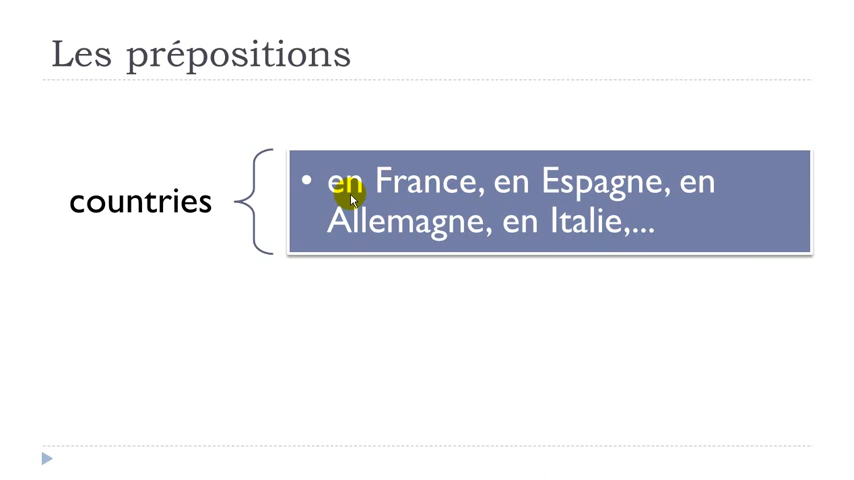 Les prépositions
countries
• en France, en Espagne, en
Allemagne, en Italie,...